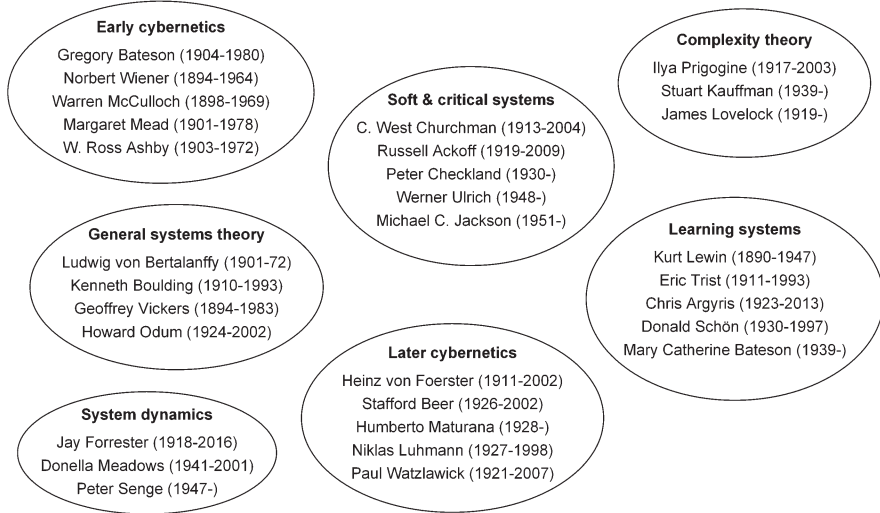 Early cybernetics
Gregory Bateson (1904-1980)
Norbert Wiener (1894-1964)
Warren McCulloch (1898-1969)
Margaret Mead (1901-1978)
W. Ross Ashby (1903-1972)
General systems theory
Ludwig von Bertalanffy (1901-72)
Kenneth Boulding (1910-1993)
Geoffrey Vickers (1894-1983)
Howard Odum (1924-2002)
System dynamics
Jay Forrester (1918-2016)
Donella Meadows (1941-2001)
Peter Senge (1947-)
Soft & critical systems
C. West Churchman (1913-2004)
Russell Ackoff (1919-2009)
Peter Checkland (1930-)
Werner Ulrich (1948-)
Michael C. Jackson (1951-)
Later cybernetics
Heinz von Foerster (1911-2002)
Stafford Beer (1926-2002)
Humberto Maturana (1928-)
Niklas Luhmann (1927-1998)
Paul Watzlawick (1921-2007)
Complexity theory
Ilya Prigogine (1917-2003)
Stuart Kauffman (1939-)
James Lovelock (1919-)
Learning systems
Kurt Lewin (1890-1947)
Eric Trist (1911-1993)
Chris Argyris (1923-2013)
Donald Schön (1930-1997)
Mary Catherine Bateson (1939-)